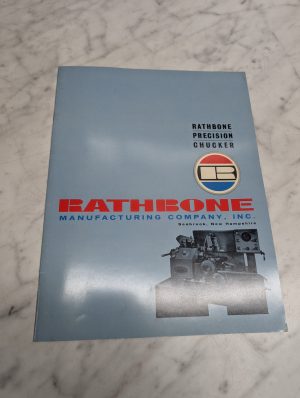 RATHBONE
PRECISION
CHUCKER
R
RATHBONE
MANUFACTURING COMPANY, INC.
Seabrook, New Hampshire